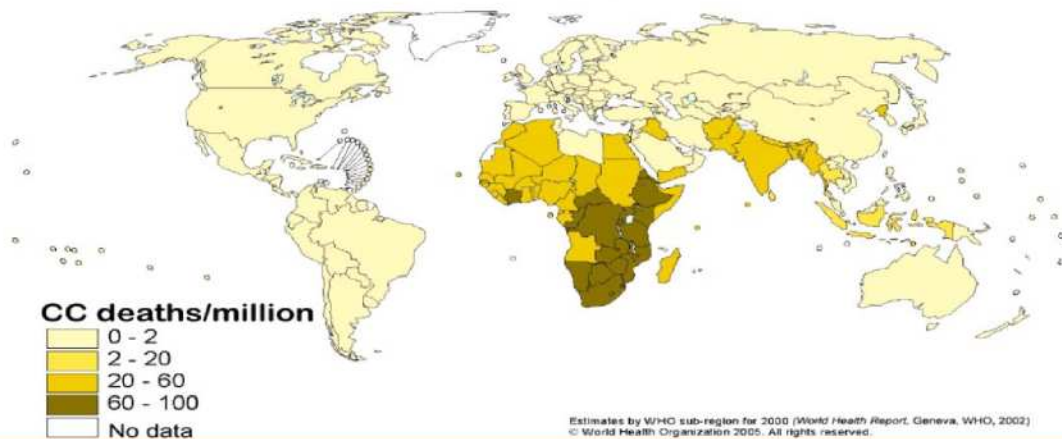 CC deaths/million
0 - 2
2 - 20
20 - 60
60 - 100
No data
Estimates by WHO sub-region for 2000 (World Health Report, Geneva, WHO, 2002)
© World Health Organization 2005. All rights reserved.